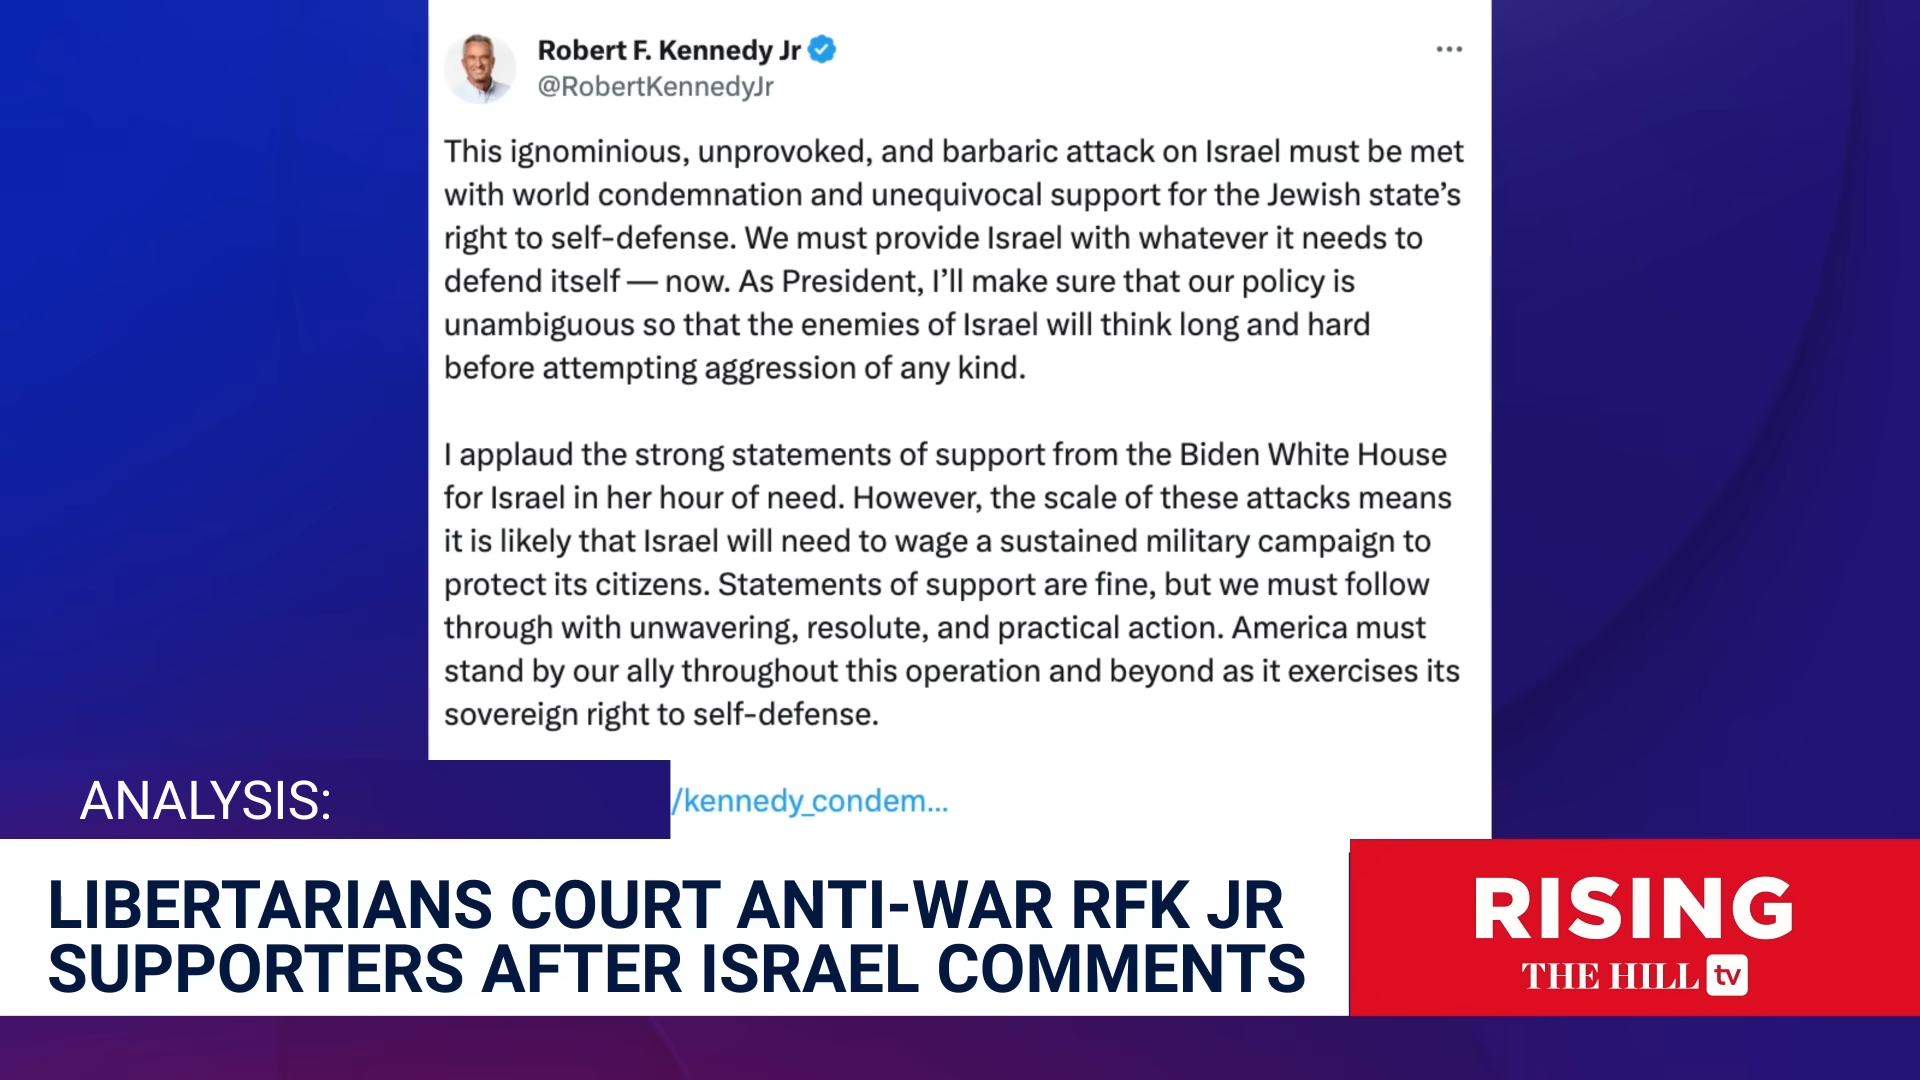 Robert F. Kennedy Jr
@RobertKennedyJr
This ignominious, unprovoked, and barbaric attack on Israel must be met
with world condemnation and unequivocal support for the Jewish state’s
right to self-defense. We must provide Israel with whatever it needs to
defend itself — now. As President, I’ll make sure that our policy is
unambiguous so that the enemies of Israel will think long and hard
before attempting aggression of any kind.
I applaud the strong statements of support from the Biden White House
for Israel in her hour of need. However, the scale of these attacks means
it is likely that Israel will need to wage a sustained military campaign to
protect its citizens. Statements of support are fine, but we must follow
through with unwavering, resolute, and practical action. America must
stand by our ally throughout this operation and beyond as it exercises its
sovereign right to self-defense.
/kennedy_condem...
ANALYSIS:
LIBERTARIANS COURT ANTI-WAR RFK JR
SUPPORTERS AFTER ISRAEL COMMENTS
RISING
THE HILL tv